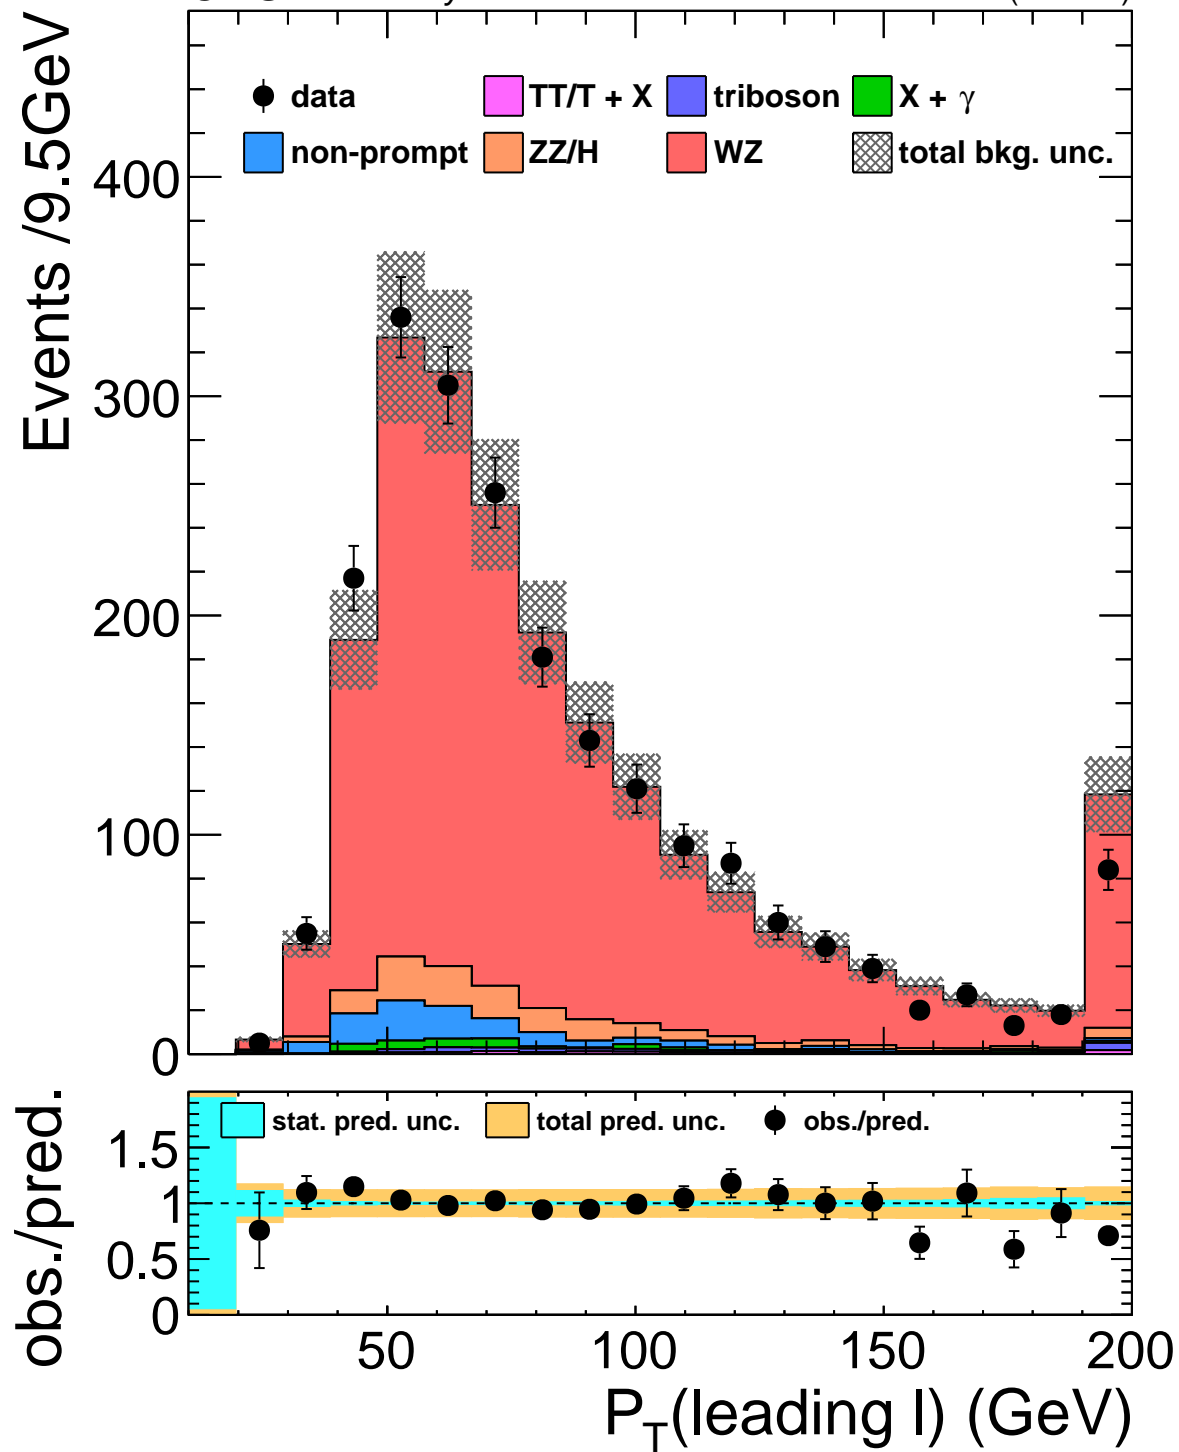 data
TT/T + X
triboson
X + γ
non-prompt
ZZ/H
WZ
total bkg. unc.
Events /9.5GeV
400
300
200
100
0
stat. pred. unc.
total pred. unc.
obs./pred.
obs./pred.
1.5
1
0.5
0
50
100
150
200
P_T(leading l) (GeV)